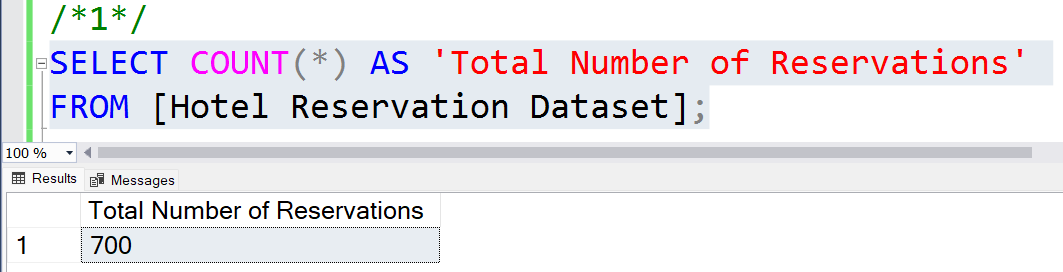 /*1*/
SELECT COUNT(*) AS 'Total Number of Reservations'
FROM [Hotel Reservation Dataset];
100 %
Results Messages
Total Number of Reservations
1 700